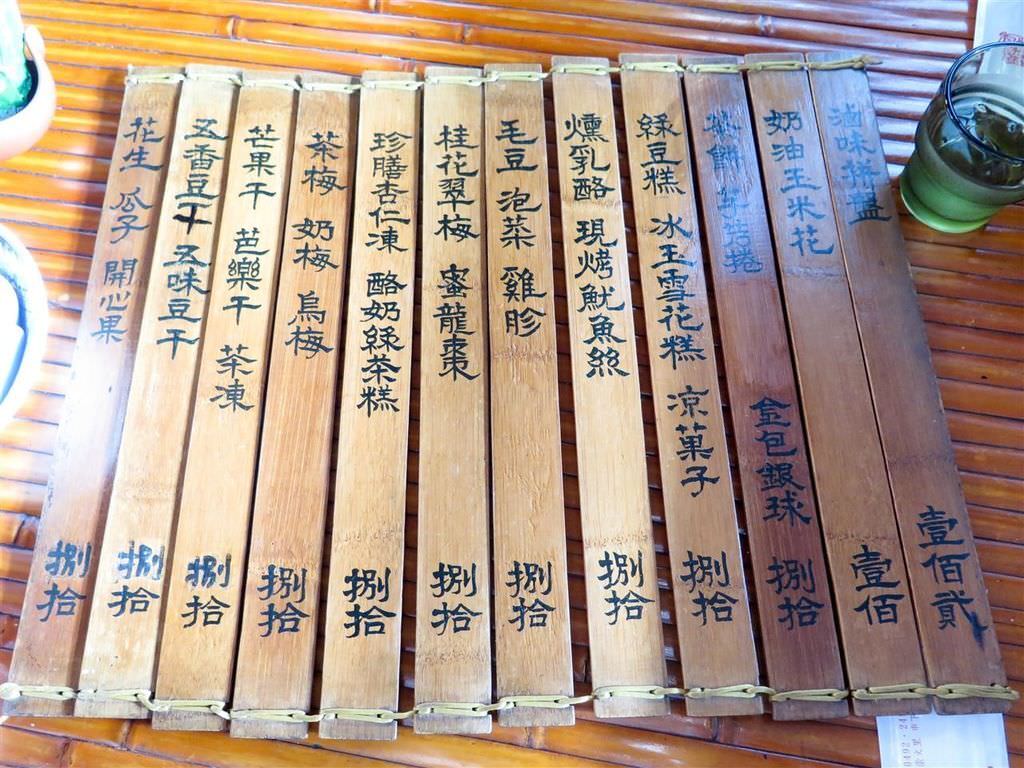 滷味拼盤 壹佰貳
奶油玉米花 壹佰
金包銀球 捌拾
綠豆糕 冰玉雪花糕 涼菓子 捌拾
燻乳酪 現烤魷魚絲 捌拾
毛豆 泡菜 雞胗 捌拾
桂花翠梅 蜜龍棗 捌拾
珍膳杏仁凍 酪奶綠茶糕 捌拾
茶梅 奶梅 烏梅 捌拾
芒果干 芭樂干 茶凍 捌拾
五香豆干 五味豆干 捌拾
花生 瓜子 開心果 捌拾